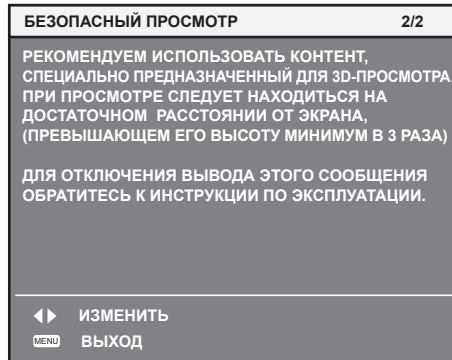 БЕЗОПАСНЫЙ ПРОСМОТР 2/2
РЕКОМЕНДУЕМ ИСПОЛЬЗОВАТЬ КОНТЕНТ,
СПЕЦИАЛЬНО ПРЕДНАЗНАЧЕННЫЙ ДЛЯ 3D-ПРОСМОТРА.
ПРИ ПРОСМОТРЕ СЛЕДУЕТ НАХОДИТЬСЯ НА
ДОСТАТОЧНОМ РАССТОЯНИИ ОТ ЭКРАНА,
(ПРЕВЫШАЮЩЕМ ЕГО ВЫСОТУ МИНИМУМ В 3 РАЗА)
ДЛЯ ОТКЛЮЧЕНИЯ ВЫВОДА ЭТОГО СООБЩЕНИЯ
ОБРАТИТЕСЬ К ИНСТРУКЦИИ ПО ЭКСПЛУАТАЦИИ.
ИЗМЕНИТЬ
MENU ВЫХОД